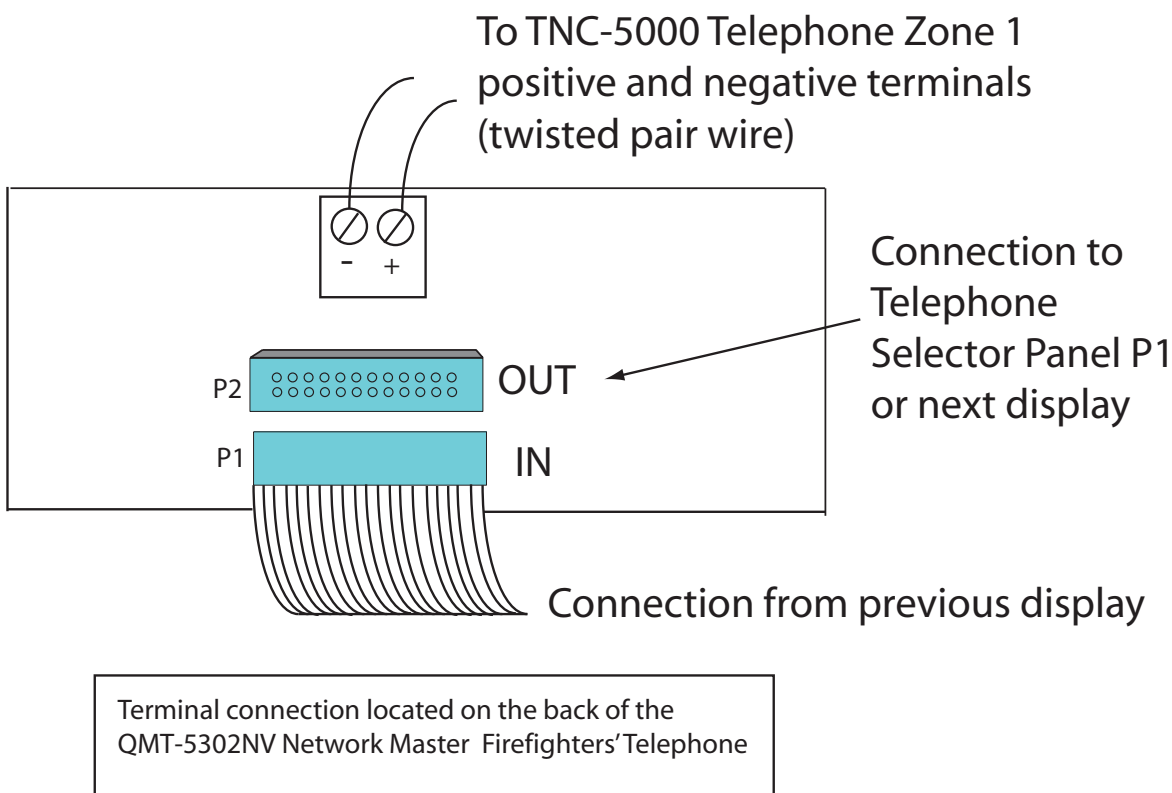 To TNC-5000 Telephone Zone 1
positive and negative terminals
(twisted pair wire)
- +
Connection to
Telephone
Selector Panel P1
or next display
P2
OUT
P1
IN
Connection from previous display
Terminal connection located on the back of the
QMT-5302NV Network Master Firefighters' Telephone